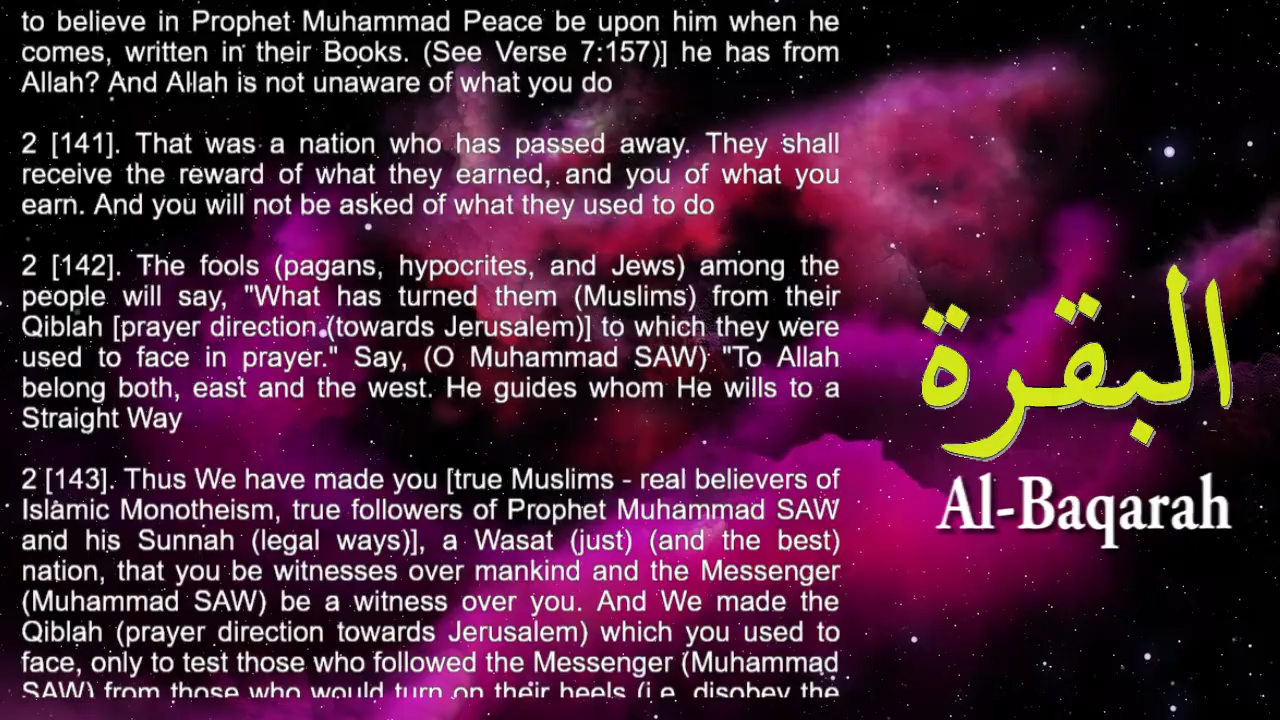 to believe in Prophet Muhammad Peace be upon him when he
comes, written in their Books. (See Verse 7:157)] he has from
Allah? And Allah is not unaware of what you do
2 [141]. That was a nation who has passed away. They shall
receive the reward of what they earned, and you of what you
earn. And you will not be asked of what they used to do
2 [142]. The fools (pagans, hypocrites, and Jews) among the
people will say, "What has turned them (Muslims) from their
Qiblah [prayer direction (towards Jerusalem)] to which they were
used to face in prayer." Say, (O Muhammad SAW) "To Allah
belong both, east and the west. He guides whom He wills to a
Straight Way
2 [143]. Thus We have made you [true Muslims - real believers of
Islamic Monotheism, true followers of Prophet Muhammad SAW
and his Sunnah (legal ways)], a Wasat (just) (and the best)
nation, that you be witnesses over mankind and the Messenger
(Muhammad SAW) be a witness over you. And We made the
Qiblah (prayer direction towards Jerusalem) which you used to
face, only to test those who followed the Messenger (Muhammad
SAW) from those who would turn on their heels (i.e. disobey the
البقرة
Al-Baqarah